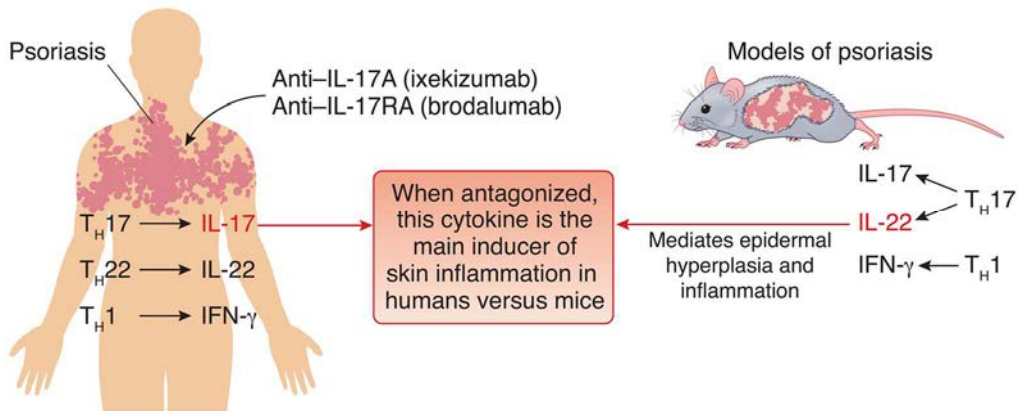 Psoriasis
Anti–IL-17A (ixekizumab)
Anti–IL-17RA (brodalumab)
Models of psoriasis
TH17 → IL-17
TH22 → IL-22
TH1 → IFN-γ
When antagonized,
this cytokine is the
main inducer of
skin inflammation in
humans versus mice
IL-17
TH17
IL-22
Mediates epidermal
hyperplasia and
inflammation
IFN-γ ← TH1